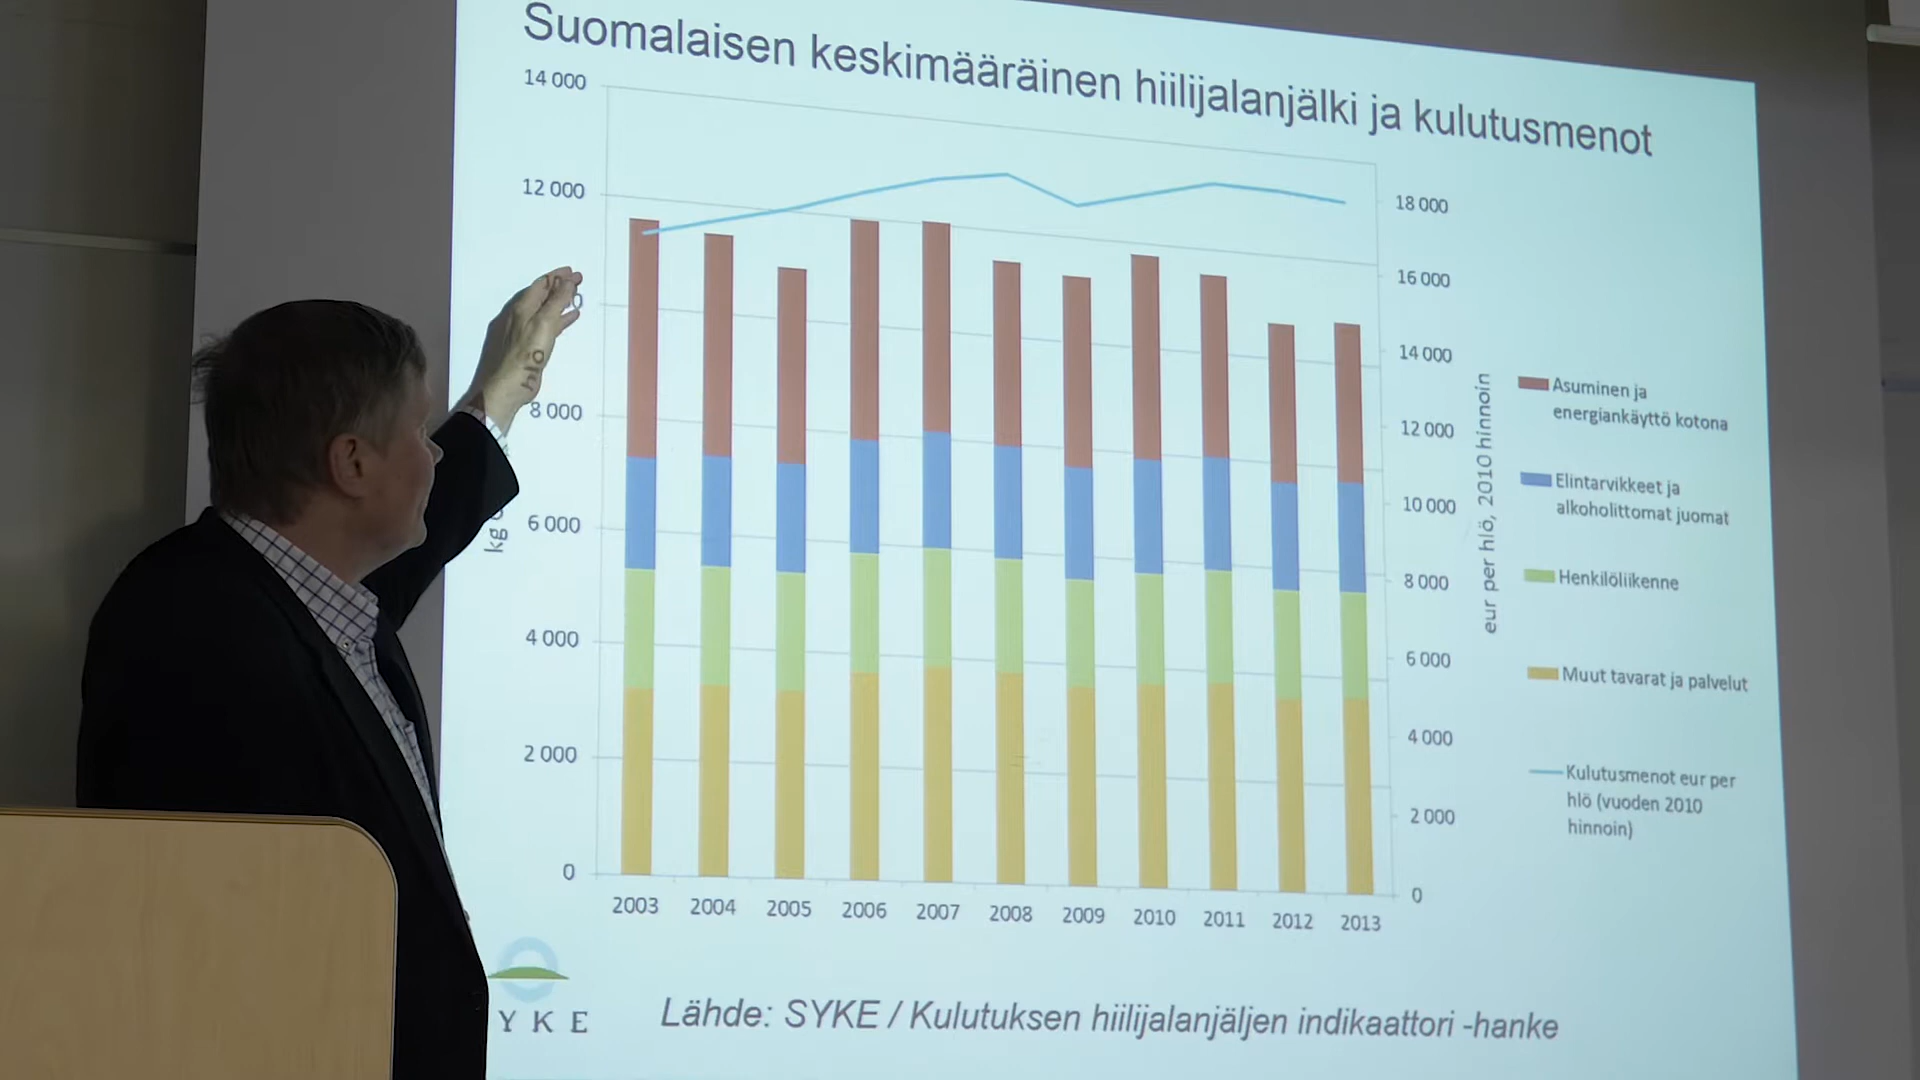 Suomalaisen keskimääräinen hiilijalanjälki ja kulutusmenot
14 000
12 000
8 000
6 000
4 000
2 000
0
kg
hlö
18 000
16 000
14 000
12 000
10 000
8 000
6 000
4 000
2 000
0
eur per hlö, 2010 hinnoin
2003 2004 2005 2006 2007 2008 2009 2010 2011 2012 2013
Asuminen ja
energiankäyttö kotona
Elintarvikkeet ja
alkoholittomat juomat
Henkilöliikenne
Muut tavarat ja palvelut
Kulutusmenot eur per
hlö (vuoden 2010
hinnoin)
YKE
Lähde: SYKE / Kulutuksen hiilijalanjäljen indikaattori -hanke